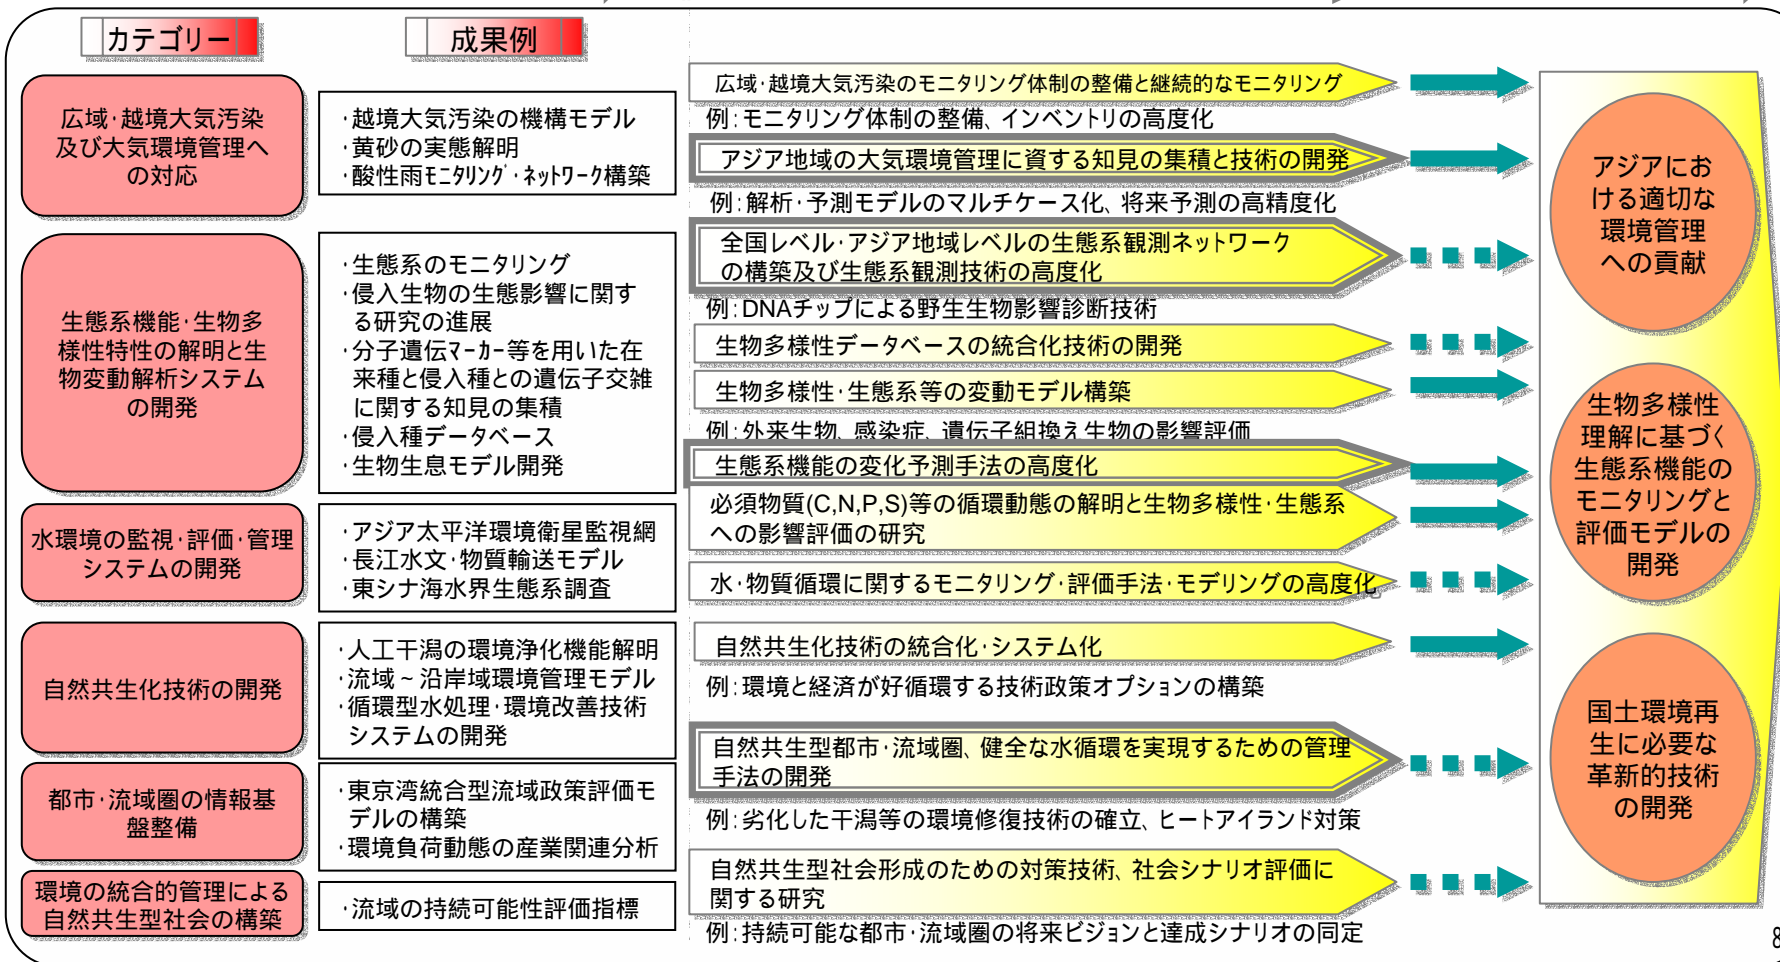 カテゴリー
成果例
広域･越境大気汚染
及び大気環境管理へ
の対応
･越境大気汚染の機構モデル
･黄砂の実態解明
･酸性雨ﾓﾆﾀﾘﾝｸﾞ･ﾈｯﾄﾜｰｸ構築
生態系機能･生物多
様性特性の解明と生
物変動解析システム
の開発
･生態系のモニタリング
･侵入生物の生態影響に関す
る研究の進展
･分子遺伝ﾏｰｶｰ等を用いた在
来種と侵入種との遺伝子交雑
に関する知見の集積
･侵入種データベース
･生物生息モデル開発
水環境の監視･評価･管理
システムの開発
･アジア太平洋環境衛星監視網
･長江水文･物質輸送モデル
･東シナ海水界生態系調査
自然共生化技術の開発
･人工干潟の環境浄化機能解明
･流域～沿岸域環境管理モデル
･循環型水処理･環境改善技術
システムの開発
都市･流域圏の情報基
盤整備
･東京湾統合型流域政策評価モ
デルの構築
･環境負荷動態の産業関連分析
環境の統合的管理による
自然共生型社会の構築
･流域の持続可能性評価指標
広域･越境大気汚染のモニタリング体制の整備と継続的なモニタリング
例:モニタリング体制の整備、インベントリの高度化
アジア地域の大気環境管理に資する知見の集積と技術の開発
例:解析･予測モデルのマルチケース化、将来予測の高精度化
全国レベル･アジア地域レベルの生態系観測ネットワーク
の構築及び生態系観測技術の高度化
例:DNAチップによる野生生物影響診断技術
生物多様性データベースの統合化技術の開発
生物多様性･生態系等の変動モデル構築
例:外来生物、感染症、遺伝子組換え生物の影響評価
生態系機能の変化予測手法の高度化
必須物質(C,N,P,S)等の循環動態の解明と生物多様性･生態系
への影響評価の研究
水･物質循環に関するモニタリング･評価手法･モデリングの高度化。
自然共生化技術の統合化･システム化
例:環境と経済が好循環する技術政策オプションの構築
自然共生型都市･流域圏、健全な水循環を実現するための管理
手法の開発
例:劣化した干潟等の環境修復技術の確立、ヒートアイランド対策
自然共生型社会形成のための対策技術、社会シナリオ評価に
関する研究
例:持続可能な都市･流域圏の将来ビジョンと達成シナリオの同定
アジアにお
ける適切な
環境管理
への貢献
生物多様性
理解に基づく
生態系機能の
モニタリングと
評価モデルの
開発
国土環境再
生に必要な
革新的技術
の開発
8